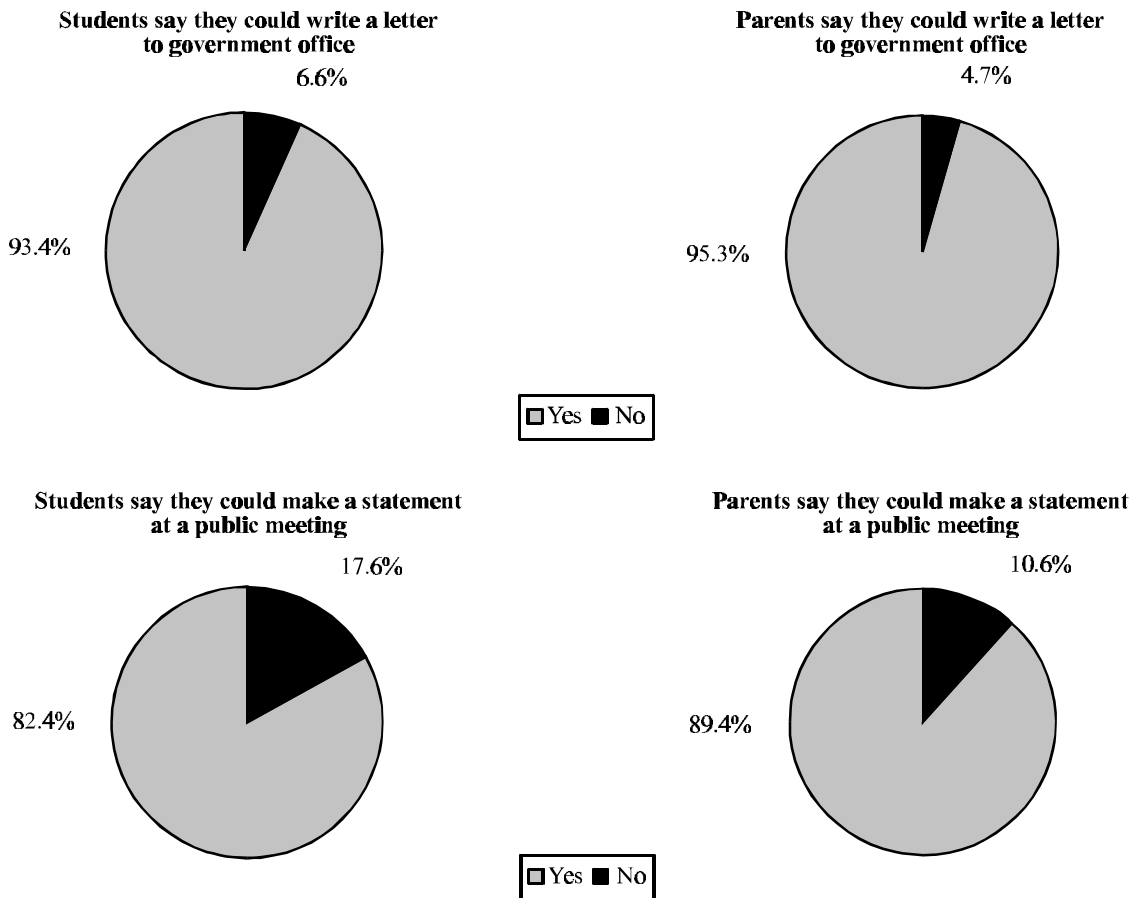 Students say they could write a letter
to government office
6.6%
93.4%
Parents say they could write a letter
to government office
4.7%
95.3%
Yes No
Students say they could make a statement
at a public meeting
17.6%
82.4%
Parents say they could make a statement
at a public meeting
10.6%
89.4%
Yes No